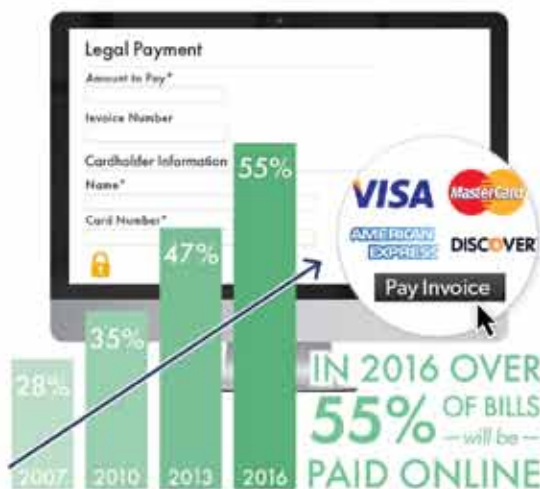 Legal Payment
Amount to Pay*
Invoice Number
Cardholder Information
Name*
Card Number*
VISA
MasterCard
AMERICAN EXPRESS
DISCOVER
Pay Invoice
28%
35%
47%
55%
2007
2010
2013
2016
IN 2016 OVER
55% OF BILLS
— will be —
PAID ONLINE